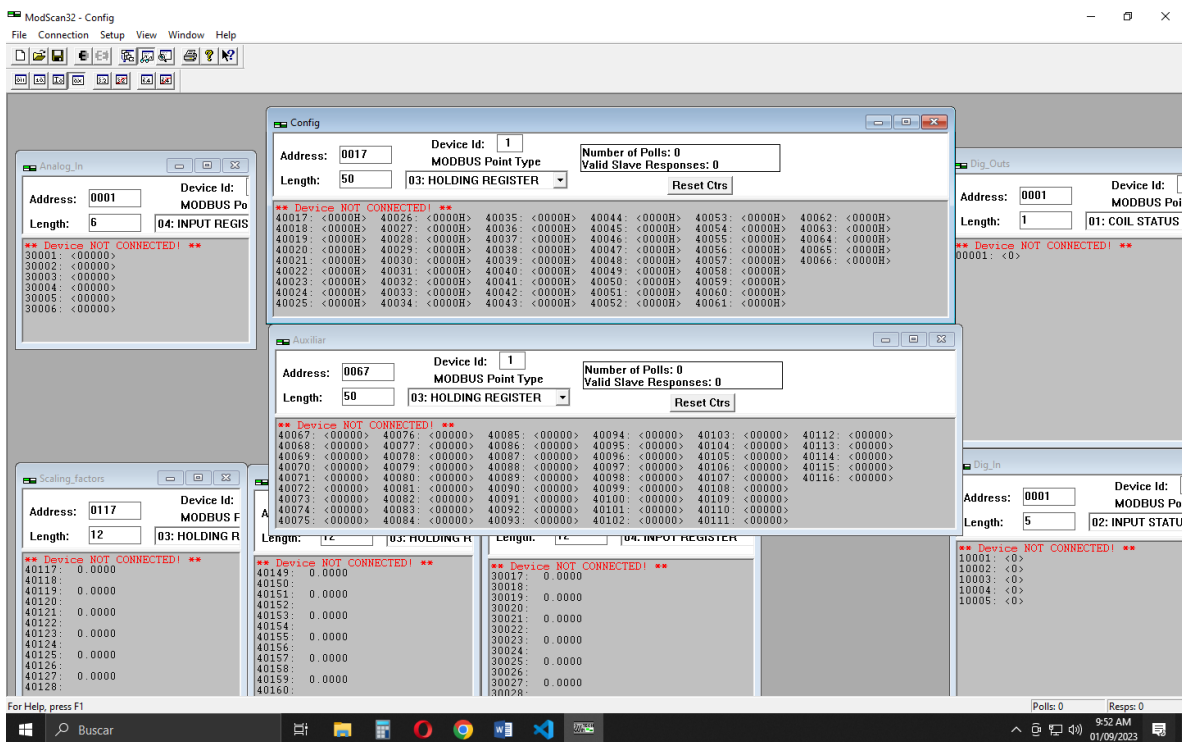 ModScan32 - Config
File Connection Setup View Window Help
Config
Address: 0017
Device Id: 1
MODBUS Point Type
Length: 50
03: HOLDING REGISTER
Number of Polls: 0
Valid Slave Responses: 0
Reset Ctrs
** Device NOT CONNECTED! **
40017: <0000H> 40026: <0000H> 40035: <0000H> 40044: <0000H> 40053: <0000H> 40062: <0000H>
40018: <0000H> 40027: <0000H> 40036: <0000H> 40045: <0000H> 40054: <0000H> 40063: <0000H>
40019: <0000H> 40028: <0000H> 40037: <0000H> 40046: <0000H> 40055: <0000H> 40064: <0000H>
40020: <0000H> 40029: <0000H> 40038: <0000H> 40047: <0000H> 40056: <0000H> 40065: <0000H>
40021: <0000H> 40030: <0000H> 40039: <0000H> 40048: <0000H> 40057: <0000H> 40066: <0000H>
40022: <0000H> 40031: <0000H> 40040: <0000H> 40049: <0000H> 40058: <0000H>
40023: <0000H> 40032: <0000H> 40041: <0000H> 40050: <0000H> 40059: <0000H>
40024: <0000H> 40033: <0000H> 40042: <0000H> 40051: <0000H> 40060: <0000H>
40025: <0000H> 40034: <0000H> 40043: <0000H> 40052: <0000H> 40061: <0000H>
Analog_In
Address: 0001
Device Id:
MODBUS Po
Length: 6
04: INPUT REGIS
** Device NOT CONNECTED! **
30001: <00000>
30002: <00000>
30003: <00000>
30004: <00000>
30005: <00000>
30006: <00000>
Dig_Outs
Address: 0001
Device Id:
MODBUS Poi
Length: 1
01: COIL STATUS
** Device NOT CONNECTED! **
00001: <0>
Auxiliar
Address: 0067
Device Id: 1
MODBUS Point Type
Length: 50
03: HOLDING REGISTER
Number of Polls: 0
Valid Slave Responses: 0
Reset Ctrs
** Device NOT CONNECTED! **
40067: <00000> 40076: <00000> 40085: <00000> 40094: <00000> 40103: <00000> 40112: <00000>
40068: <00000> 40077: <00000> 40086: <00000> 40095: <00000> 40104: <00000> 40113: <00000>
40069: <00000> 40078: <00000> 40087: <00000> 40096: <00000> 40105: <00000> 40114: <00000>
40070: <00000> 40079: <00000> 40088: <00000> 40097: <00000> 40106: <00000> 40115: <00000>
40071: <00000> 40080: <00000> 40089: <00000> 40098: <00000> 40107: <00000> 40116: <00000>
40072: <00000> 40081: <00000> 40090: <00000> 40099: <00000> 40108: <00000>
40073: <00000> 40082: <00000> 40091: <00000> 40100: <00000> 40109: <00000>
40074: <00000> 40083: <00000> 40092: <00000> 40101: <00000> 40110: <00000>
40075: <00000> 40084: <00000> 40093: <00000> 40102: <00000> 40111: <00000>
Scaling_factors
Address: 0117
Device Id:
MODBUS F
Length: 12
03: HOLDING R
** Device NOT CONNECTED! **
40117: 0.0000
40118:
40119: 0.0000
40120:
40121: 0.0000
40122:
40123: 0.0000
40124:
40125: 0.0000
40126:
40127: 0.0000
40128:
A
Length: 12
03: HOLDING R
** Device NOT CONNECTED! **
40149: 0.0000
40150:
40151: 0.0000
40152:
40153: 0.0000
40154:
40155: 0.0000
40156:
40157: 0.0000
40158:
40159: 0.0000
40160:
Length: 12
04: INPUT REGISTER
** Device NOT CONNECTED! **
30017: 0.0000
30018:
30019: 0.0000
30020:
30021: 0.0000
30022:
30023: 0.0000
30024:
30025: 0.0000
30026:
30027: 0.0000
30028:
Dig_In
Address: 0001
Device Id:
MODBUS Po
Length: 5
02: INPUT STATU
** Device NOT CONNECTED! **
10001: <0>
10002: <0>
10003: <0>
10004: <0>
10005: <0>
For Help, press F1
Polls: 0
Resps: 0
Buscar
9:52 AM
01/09/2023